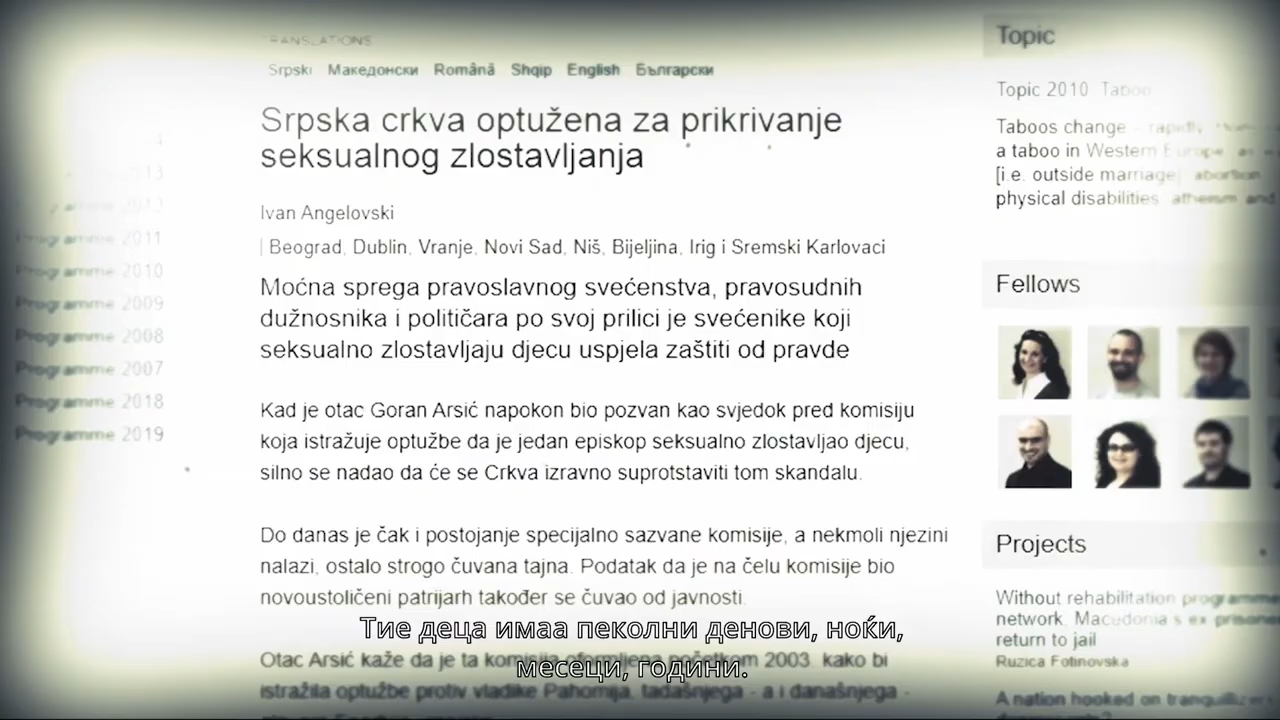 TRANSLATIONS
Srpski Македонски Română Shqip English Български
Srpska crkva optužena za prikrivanje
seksualnog zlostavljanja
Ivan Angelovski
| Beograd, Dublin, Vranje, Novi Sad, Niš, Bijeljina, Irig i Sremski Karlovaci
Moćna sprega pravoslavnog svećenstva, pravosudnih
dužnosnika i političara po svoj prilici je svećenike koji
seksualno zlostavljaju djecu uspjela zaštiti od pravde
Kad je otac Goran Arsić napokon bio pozvan kao svjedok pred komisiju
koja istražuje optužbe da je jedan episkop seksualno zlostavljao djecu,
silno se nadao da će se Crkva izravno suprotstaviti tom skandalu.
Do danas je čak i postojanje specijalno sazvane komisije, a nekmoli njezini
nalazi, ostalo strogo čuvana tajna. Podatak da je na čelu komisije bio
novoustoličeni patrijarh također se čuvao od javnosti.
Otac Arsić kaže da je ta komisija oformljena početkom 2003. kako bi
istražila optužbe protiv vladike Pahomija, tadašnjega - a i današnjega -
Programme 2011
Programme 2010
Programme 2009
Programme 2008
Programme 2007
Programme 2018
Programme 2019
Topic
Topic 2010 Taboo
Taboos change - rapidly
a taboo in Western Europe
[i.e. outside marriage] abortion
physical disabilities, atheism and
Fellows
Projects
Without rehabilitation programme
network, Macedonia's ex prisoner
return to jail
Ruzica Fotinovska
A nation hooked on tranquillizer
Тие деца имаа пеколни денови, ноќи,
месеци, години.